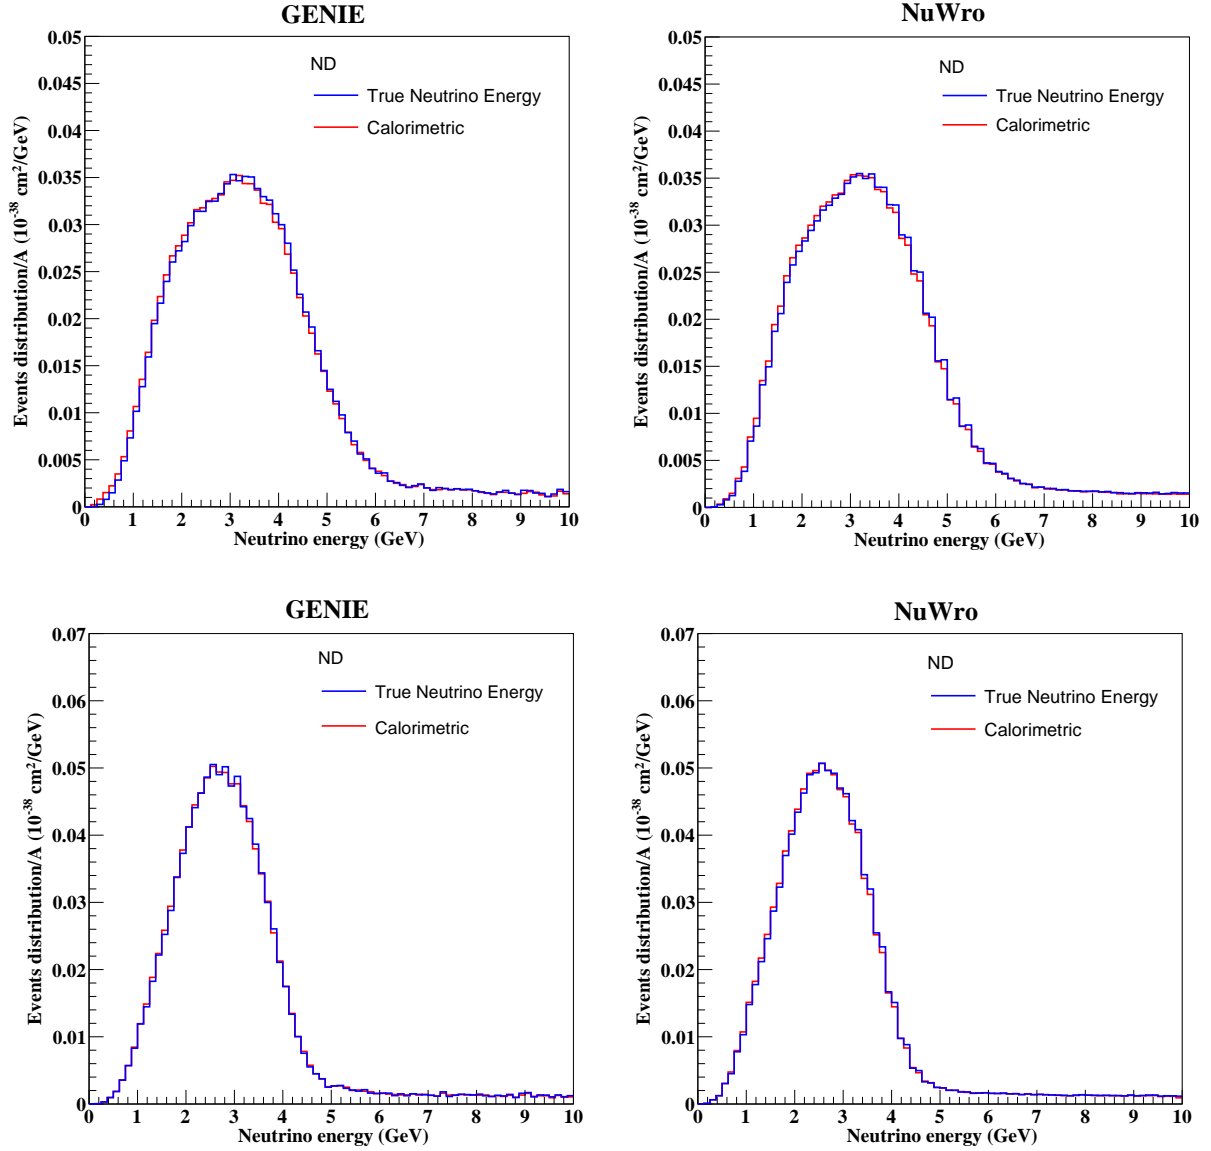 GENIE
ND
True Neutrino Energy
Calorimetric
Events distribution/A (10⁻³⁸ cm²/GeV)
0.05
0.045
0.04
0.035
0.03
0.025
0.02
0.015
0.01
0.005
0
0 1 2 3 4 5 6 7 8 9 10
Neutrino energy (GeV)
NuWro
ND
True Neutrino Energy
Calorimetric
Events distribution/A (10⁻³⁸ cm²/GeV)
0.05
0.045
0.04
0.035
0.03
0.025
0.02
0.015
0.01
0.005
0
0 1 2 3 4 5 6 7 8 9 10
Neutrino energy (GeV)
GENIE
ND
True Neutrino Energy
Calorimetric
Events distribution/A (10⁻³⁸ cm²/GeV)
0.07
0.06
0.05
0.04
0.03
0.02
0.01
0
0 1 2 3 4 5 6 7 8 9 10
Neutrino energy (GeV)
NuWro
ND
True Neutrino Energy
Calorimetric
Events distribution/A (10⁻³⁸ cm²/GeV)
0.07
0.06
0.05
0.04
0.03
0.02
0.01
0
0 1 2 3 4 5 6 7 8 9 10
Neutrino energy (GeV)